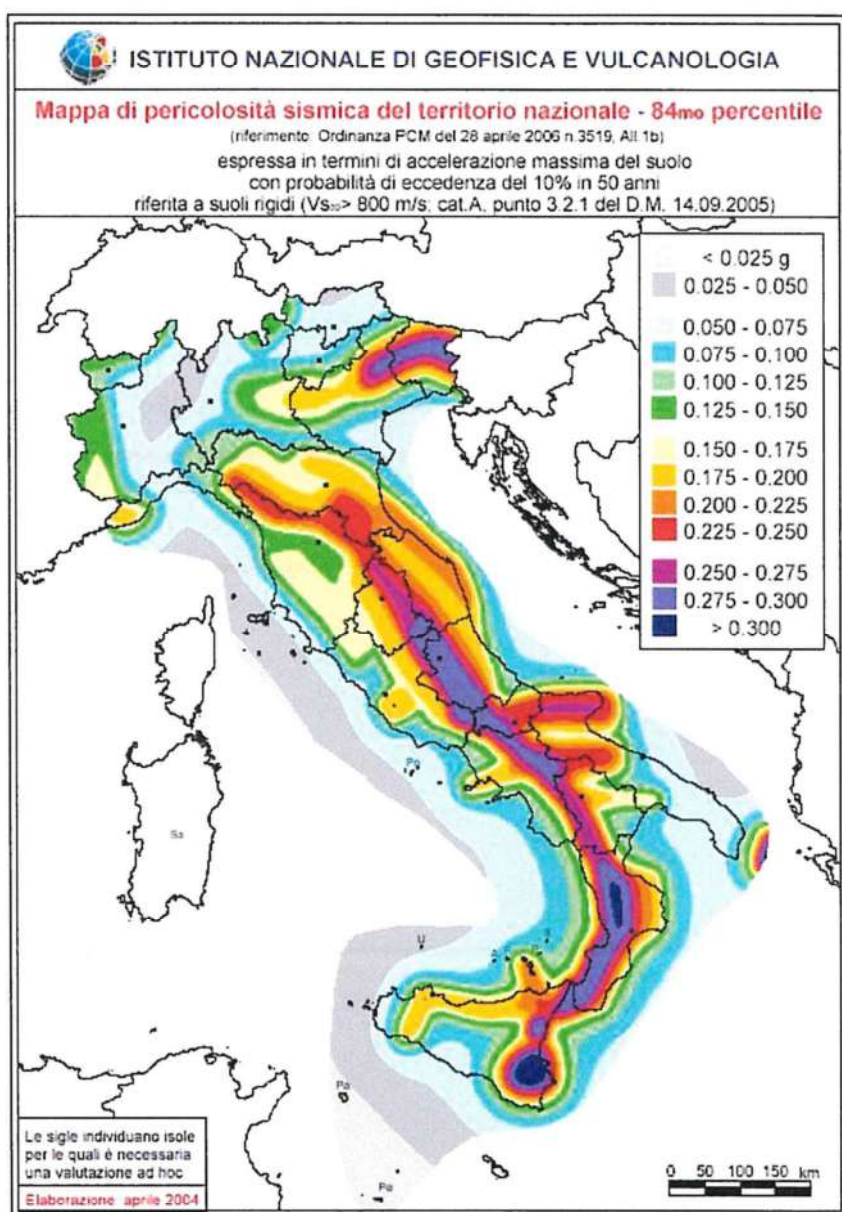 ISTITUTO NAZIONALE DI GEOFISICA E VULCANOLOGIA
Mappa di pericolosità sismica del territorio nazionale - 84mo percentile
(riferimento: Ordinanza PCM del 28 aprile 2006 n.3519, All.1b)
espressa in termini di accelerazione massima del suolo
con probabilità di eccedenza del 10% in 50 anni
riferita a suoli rigidi (Vs₃₀> 800 m/s; cat.A, punto 3.2.1 del D.M. 14.09.2005)
< 0.025 g
0.025 - 0.050
0.050 - 0.075
0.075 - 0.100
0.100 - 0.125
0.125 - 0.150
0.150 - 0.175
0.175 - 0.200
0.200 - 0.225
0.225 - 0.250
0.250 - 0.275
0.275 - 0.300
> 0.300
Po
Sa
U
Pa
Pe
Le sigle individuano isole
per le quali è necessaria
una valutazione ad hoc
Elaborazione: aprile 2004
0 50 100 150 km